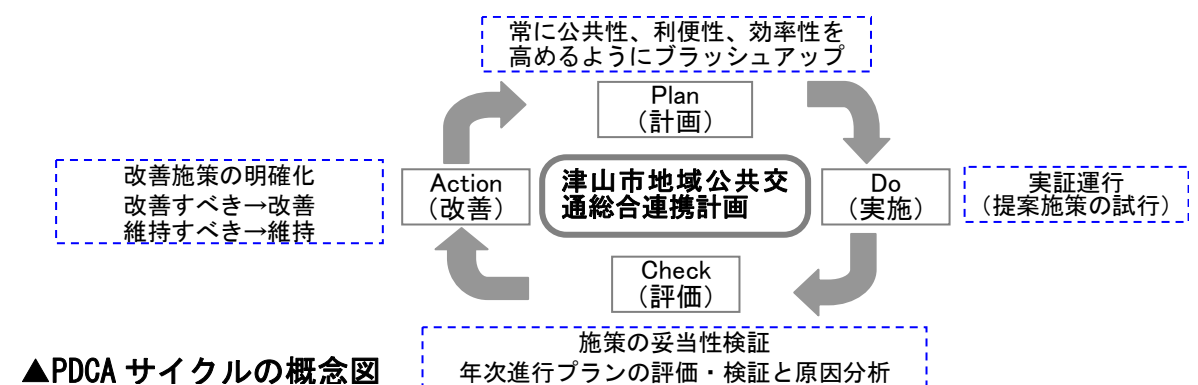 常に公共性、利便性、効率性を
高めるようにブラッシュアップ
Plan
（計画）
改善施策の明確化
改善すべき→改善
維持すべき→維持
Action
（改善）
津山市地域公共交
通総合連携計画
Do
（実施）
実証運行
（提案施策の試行）
Check
（評価）
施策の妥当性検証
年次進行プランの評価・検証と原因分析
▲PDCA サイクルの概念図